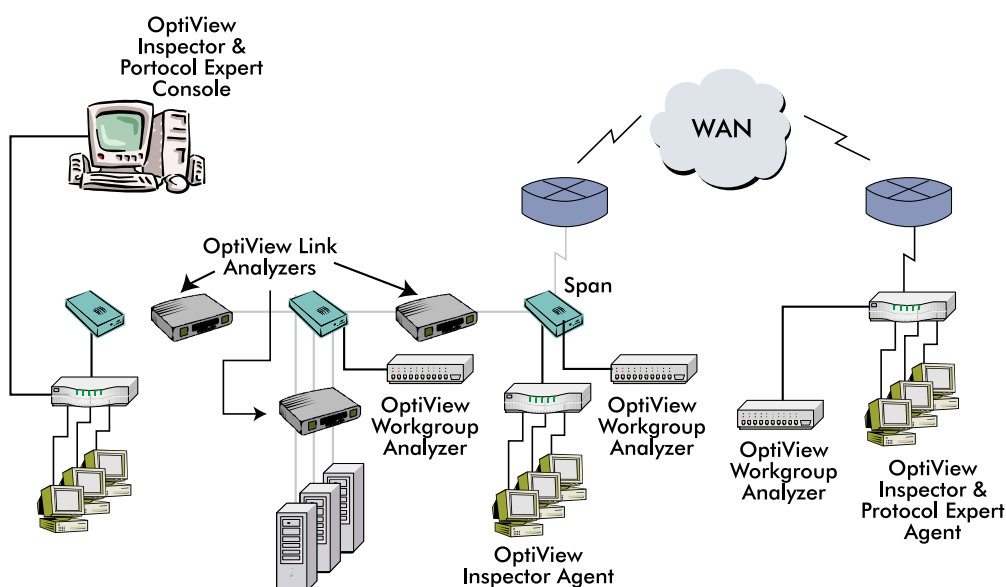 OptiView
Inspector &
Portocol Expert
Console
WAN
OptiView Link
Analyzers
Span
OptiView
Workgroup
Analyzer
OptiView
Workgroup
Analyzer
OptiView
Workgroup
Analyzer
OptiView
Inspector &
Protocol Expert
Agent
OptiView
Inspector Agent